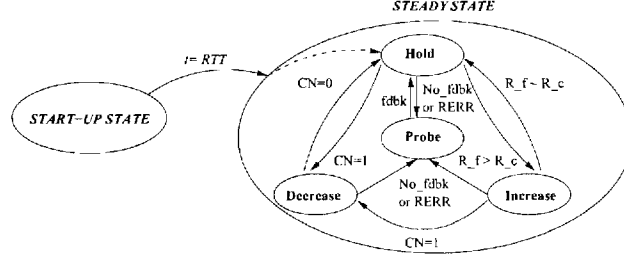 STEADY STATE
t= RTT
Hold
CN=0
R_f ~ R_c
fdbk
No_fdbk
or RERR
START-UP STATE
Probe
CN=1
R_f > R_c
Decrease
No_fdbk
or RERR
Increase
CN=1